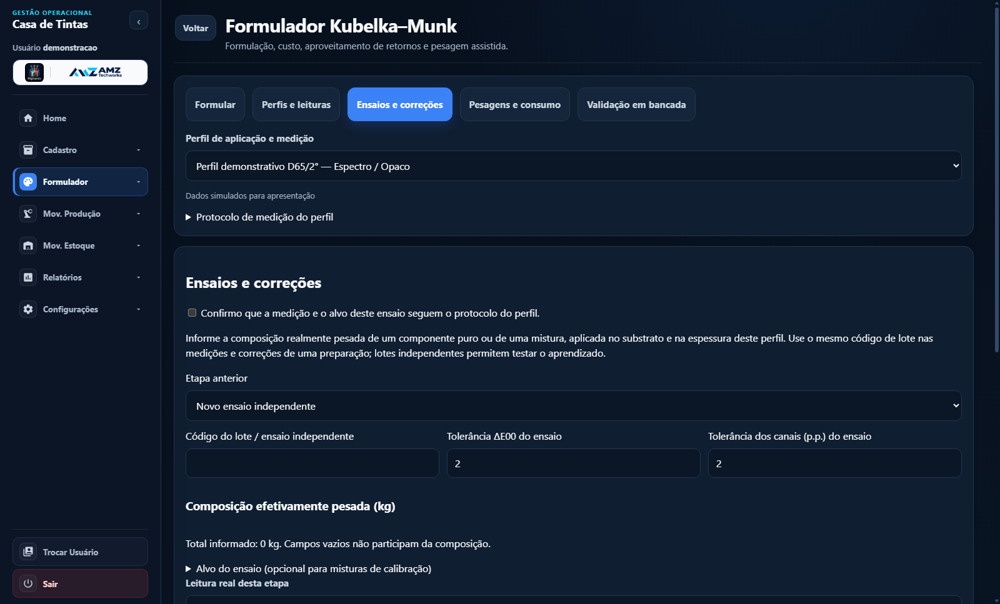 GESTÃO OPERACIONAL
Casa de Tintas
Usuário demonstracao
Pigmento
AMZ
Techworks
Home
Cadastro
Formulador
Mov. Produção
Mov. Estoque
Relatórios
Configurações
Trocar Usuário
Sair
Voltar
Formulador Kubelka–Munk
Formulação, custo, aproveitamento de retornos e pesagem assistida.
Formular
Perfis e leituras
Ensaios e correções
Pesagens e consumo
Validação em bancada
Perfil de aplicação e medição
Perfil demonstrativo D65/2° — Espectro / Opaco
Dados simulados para apresentação
Protocolo de medição do perfil
Ensaios e correções
Confirmo que a medição e o alvo deste ensaio seguem o protocolo do perfil.
Informe a composição realmente pesada de um componente puro ou de uma mistura, aplicada no substrato e na espessura deste perfil. Use o mesmo código de lote nas
medições e correções de uma preparação; lotes independentes permitem testar o aprendizado.
Etapa anterior
Novo ensaio independente
Código do lote / ensaio independente
Tolerância ΔE00 do ensaio
Tolerância dos canais (p.p.) do ensaio
2
2
Composição efetivamente pesada (kg)
Total informado: 0 kg. Campos vazios não participam da composição.
Alvo do ensaio (opcional para misturas de calibração)
Leitura real desta etapa